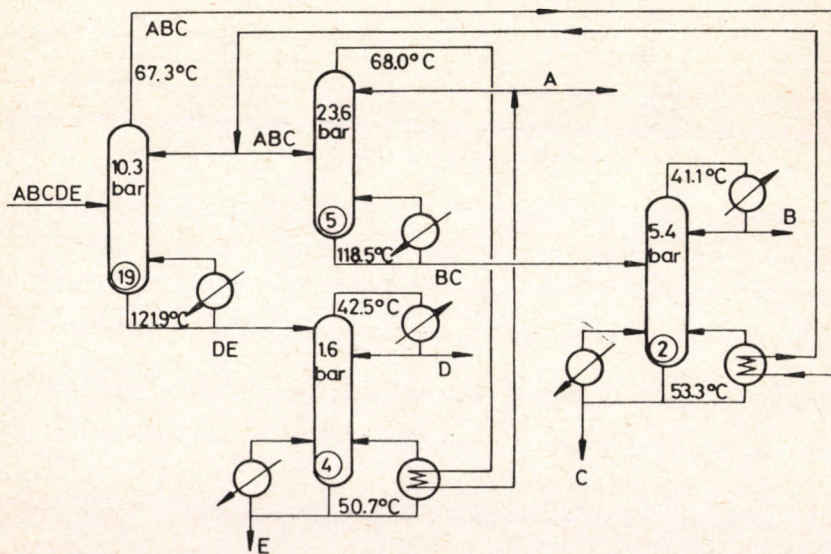 ABC
67.3°C
68.0°C
A
23.6
bar
ABC
10.3
bar
ABCDE
41.1°C
B
5.4
bar
5
118.5°C
BC
19
121.9°C
DE
42.5°C
1.6
bar
D
2
53.3°C
4
50.7°C
C
E